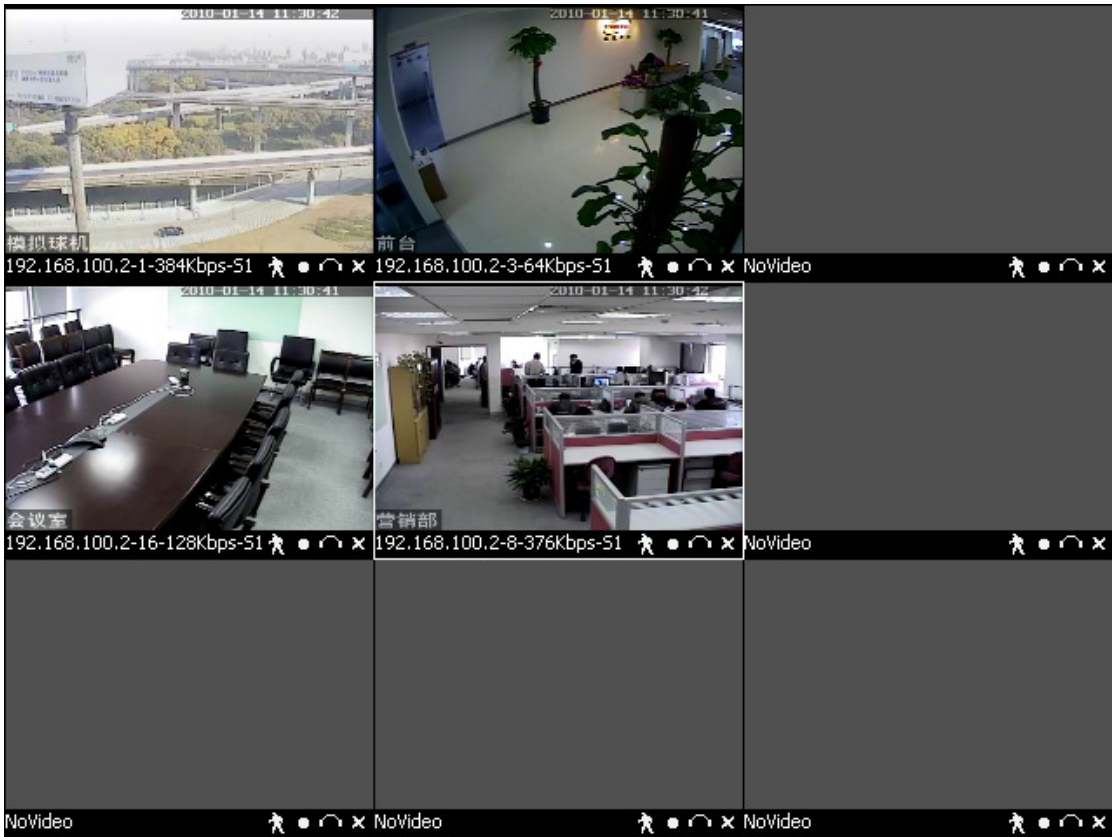 2010-01-14 11:30:42
模拟球机
192.168.100.2-1-384Kbps-S1
2010-01-14 11:30:41
前台
192.168.100.2-3-64Kbps-S1
NoVideo
2010-01-14 11:30:41
会议室
192.168.100.2-16-128Kbps-S1
2010-01-14 11:30:42
营销部
192.168.100.2-8-376Kbps-S1
NoVideo
NoVideo
NoVideo
NoVideo